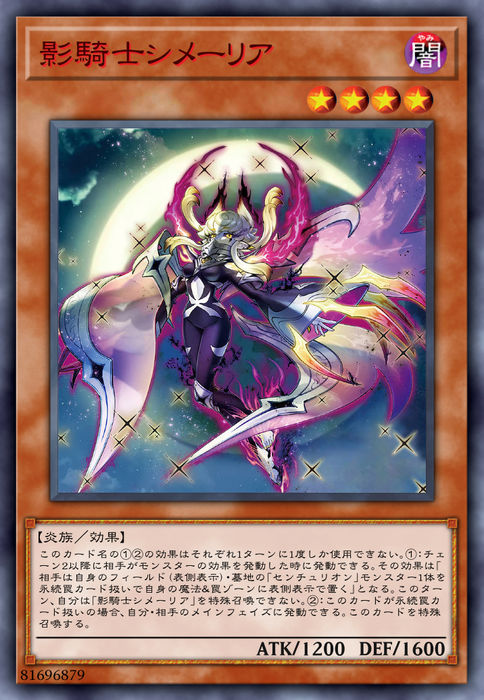 影騎士シメーリア
やみ
闇
【炎族／効果】
このカード名の①②の効果はそれぞれ1ターンに1度しか使用できない。①：チェ
ーン2以降に相手がモンスターの効果を発動した時に発動できる。その効果は「
相手は自身のフィールド（表側表示）・墓地の「センチュリオン」モンスター1体を
永続罠カード扱いで自身の魔法&罠ゾーンに表側表示で置く」となる。このター
ン、自分は「影騎士シメーリア」を特殊召喚できない。②：このカードが永続罠カー
ド扱いの場合、自分・相手のメインフェイズに発動できる。このカードを特殊
召喚する。
ATK/1200 DEF/1600
81696879